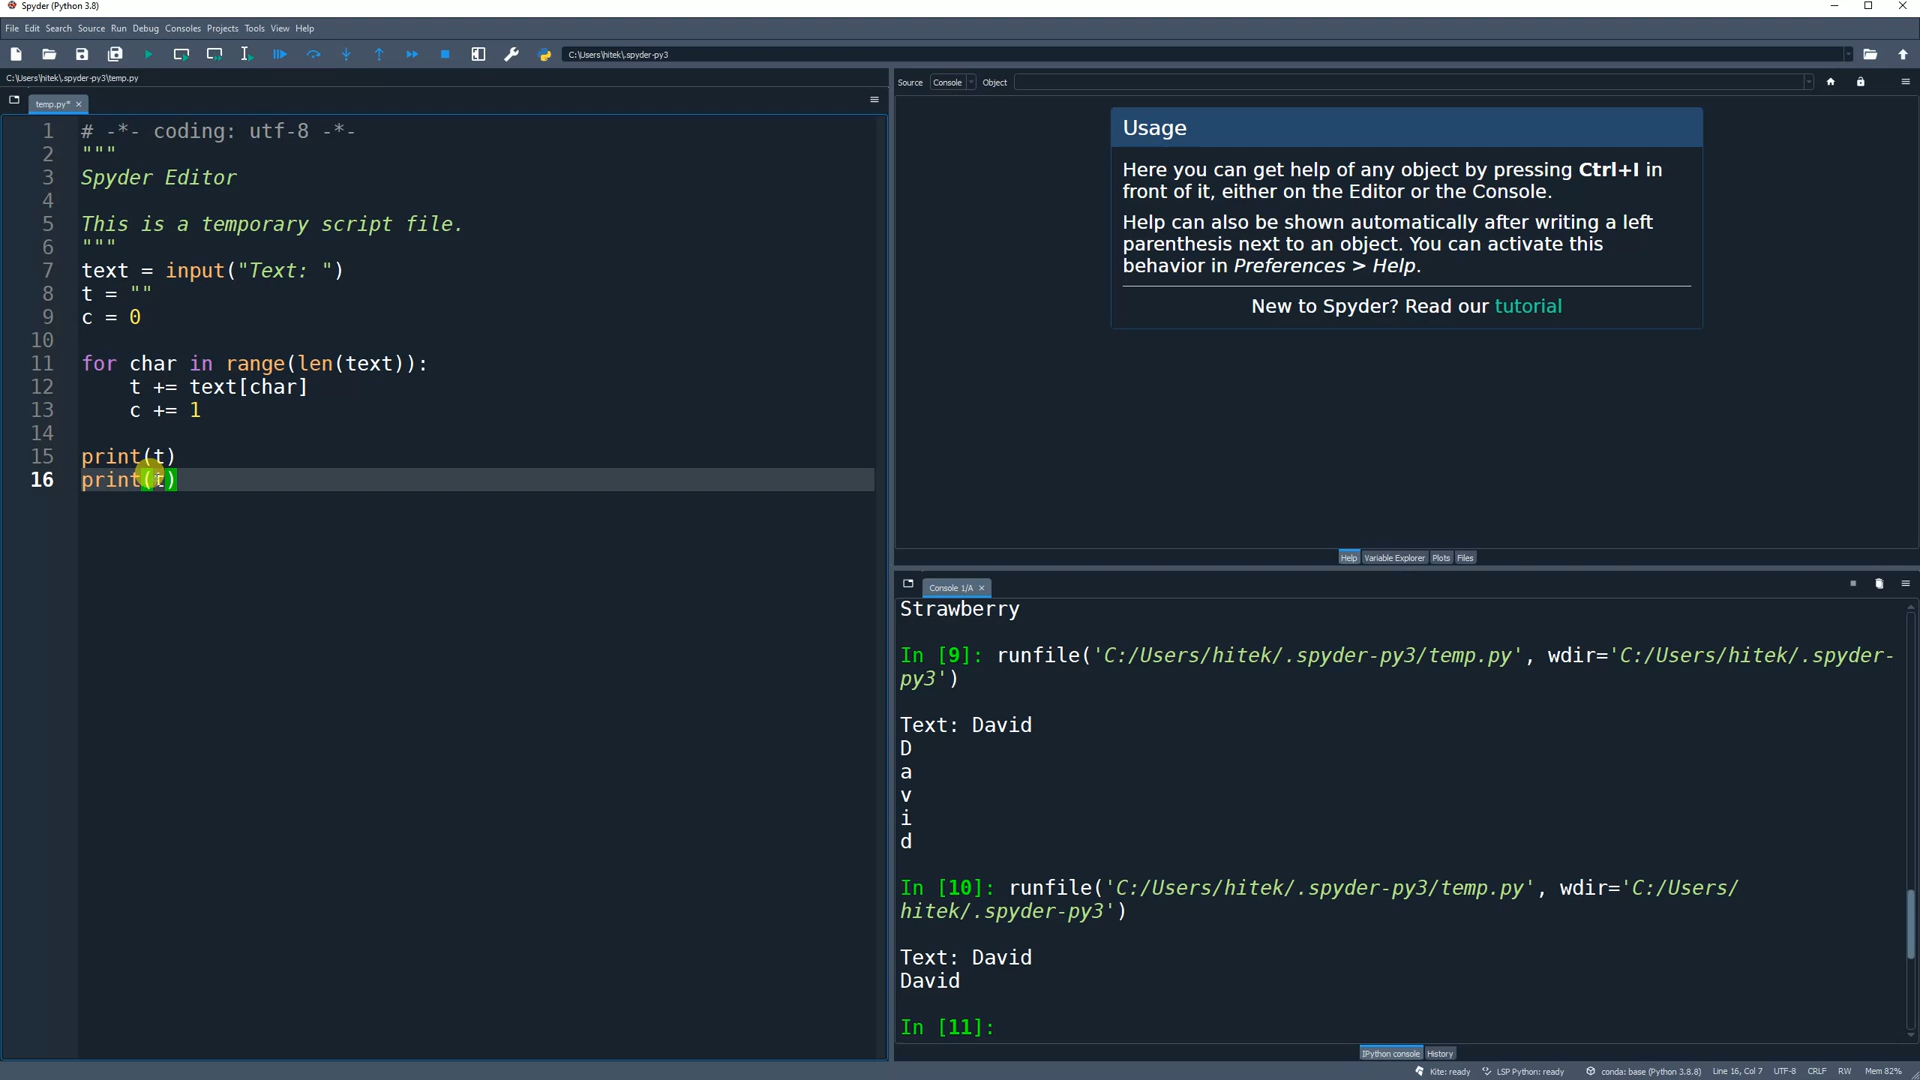 Spyder (Python 3.8)
File Edit Search Source Run Debug Consoles Projects Tools View Help
C:\Users\hitek\.spyder-py3
C:\Users\hitek\.spyder-py3\temp.py
temp.py*
1 # -*- coding: utf-8 -*-
2 """
3 Spyder Editor
4
5 This is a temporary script file.
6 """
7 text = input("Text: ")
8 t = ""
9 c = 0
10
11 for char in range(len(text)):
12 t += text[char]
13 c += 1
14
15 print(t)
16 print(t)
Source Console Object
Usage
Here you can get help of any object by pressing Ctrl+I in
front of it, either on the Editor or the Console.
Help can also be shown automatically after writing a left
parenthesis next to an object. You can activate this
behavior in Preferences > Help.
New to Spyder? Read our tutorial
Help Variable Explorer Plots Files
Console 1/A
Strawberry
In [9]: runfile('C:/Users/hitek/.spyder-py3/temp.py', wdir='C:/Users/hitek/.spyder-
py3')
Text: David
D
a
v
i
d
In [10]: runfile('C:/Users/hitek/.spyder-py3/temp.py', wdir='C:/Users/
hitek/.spyder-py3')
Text: David
David
In [11]:
IPython console History
Kite: ready LSP Python: ready conda: base (Python 3.8.8) Line 16, Col 7 UTF-8 CRLF RW Mem 82%